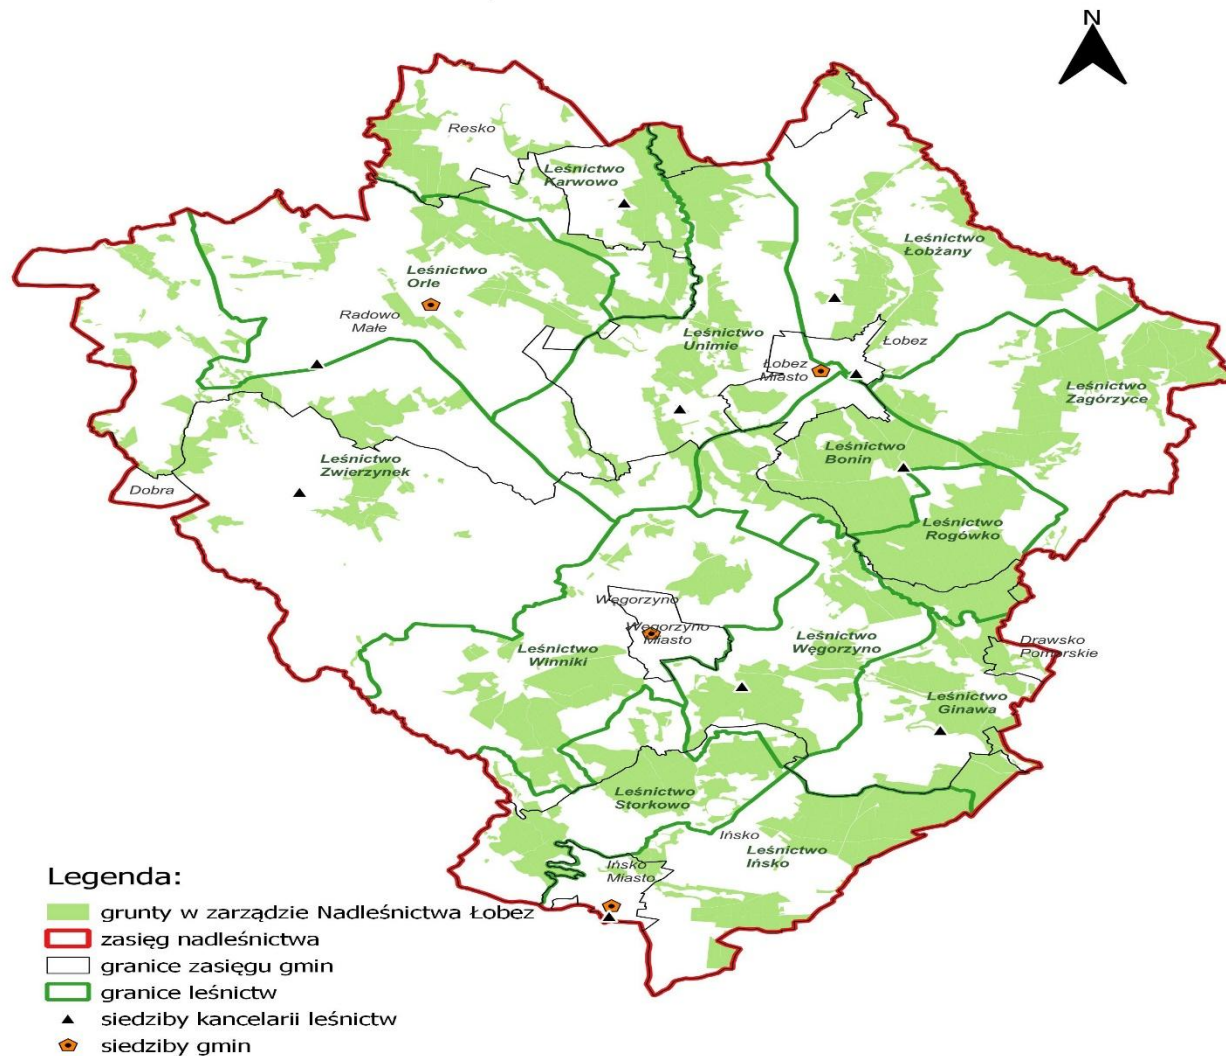 N
Resko
Leśnictwo
Karwowo
Leśnictwo
Łobżany
Leśnictwo
Orle
Radowo
Małe
Leśnictwo
Unimie
Łobez
Łobez
Miasto
Leśnictwo
Zagórzyce
Leśnictwo
Bonin
Leśnictwo
Zwierzynek
Dobra
Leśnictwo
Rogówko
Węgorzyno
Węgorzyno
Miasto
Leśnictwo
Winniki
Leśnictwo
Węgorzyno
Drawsko
Pomorskie
Leśnictwo
Ginawa
Leśnictwo
Storkowo
Ińsko
Leśnictwo
Ińsko
Ińsko
Miasto
Legenda:
grunty w zarządzie Nadleśnictwa Łobez
zasięg nadleśnictwa
granice zasięgu gmin
granice leśnictw
siedziby kancelarii leśnictw
siedziby gmin